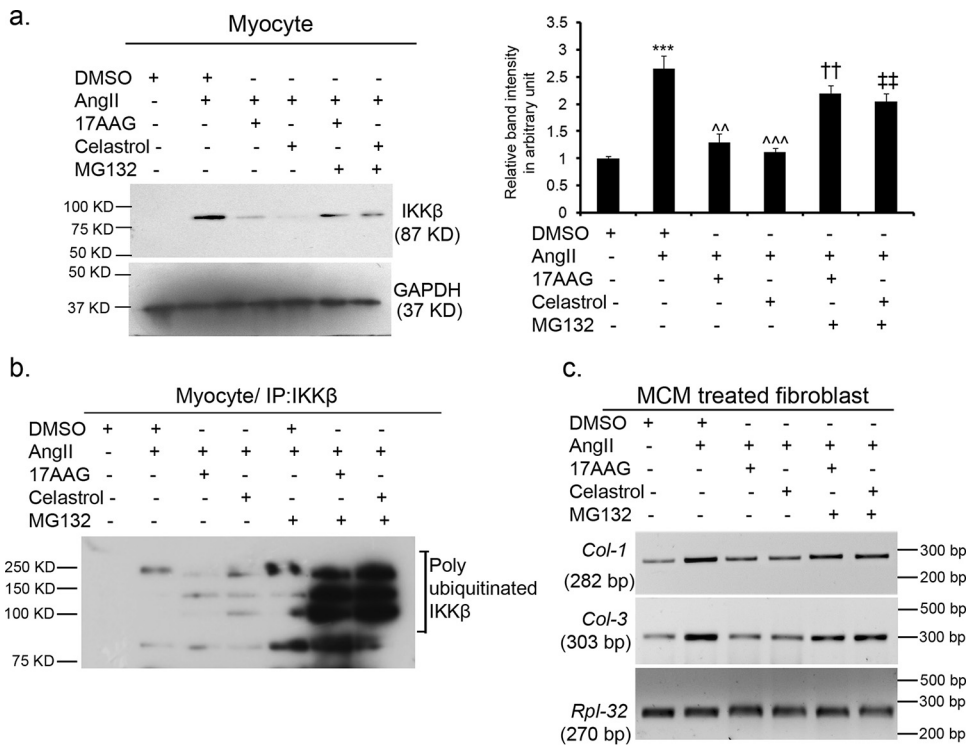 a.
Myocyte
DMSO + + - - - -
AngII - + + + + +
17AAG - - + - + -
Celastrol - - - + - +
MG132 - - - - + +
100 KD
75 KD
50 KD
IKKβ
(87 KD)
50 KD
37 KD
GAPDH
(37 KD)
Relative band intensity
in arbitrary unit
3.5
3
2.5
2
1.5
1
0.5
0
***
^^
^^^
††
‡‡
DMSO + + - - - -
AngII - + + + + +
17AAG - - + - + -
Celastrol - - - + - +
MG132 - - - - + +
b.
Myocyte/ IP:IKKβ
DMSO + + - - + - -
AngII - + + + + + +
17AAG - - + - - + -
Celastrol - - - + - - +
MG132 - - - - + + +
250 KD
150 KD
100 KD
75 KD
Poly
ubiquitinated
IKKβ
c.
MCM treated fibroblast
DMSO + + - - - -
AngII - + + + + +
17AAG - - + - + -
Celastrol - - - + - +
MG132 - - - - + +
Col-1
(282 bp)
300 bp
200 bp
Col-3
(303 bp)
500 bp
300 bp
Rpl-32
(270 bp)
500 bp
300 bp
200 bp